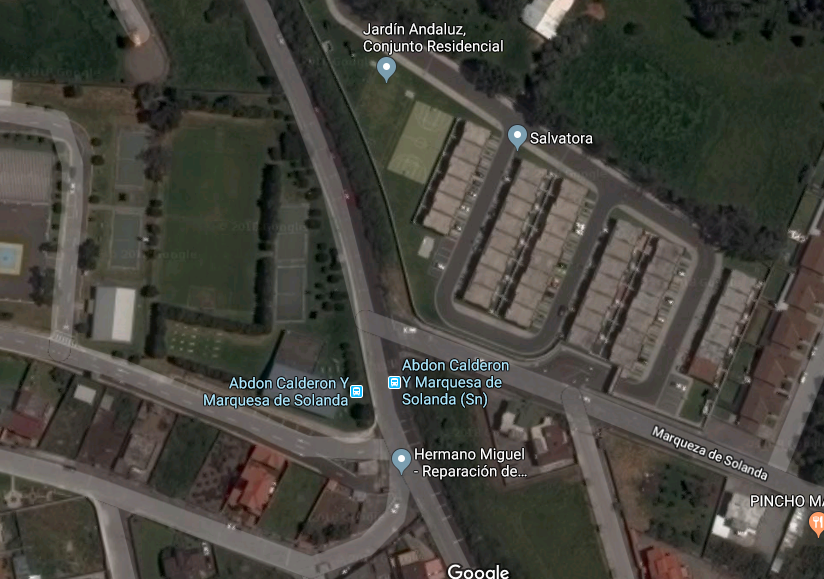 Jardín Andaluz,
Conjunto Residencial
Salvatora
Abdon Calderon Y
Marquesa de Solanda
Abdon Calderon
Y Marquesa de
Solanda (Sn)
Marqueza de Solanda
Hermano Miguel
- Reparación de...
PINCHO MA
Google